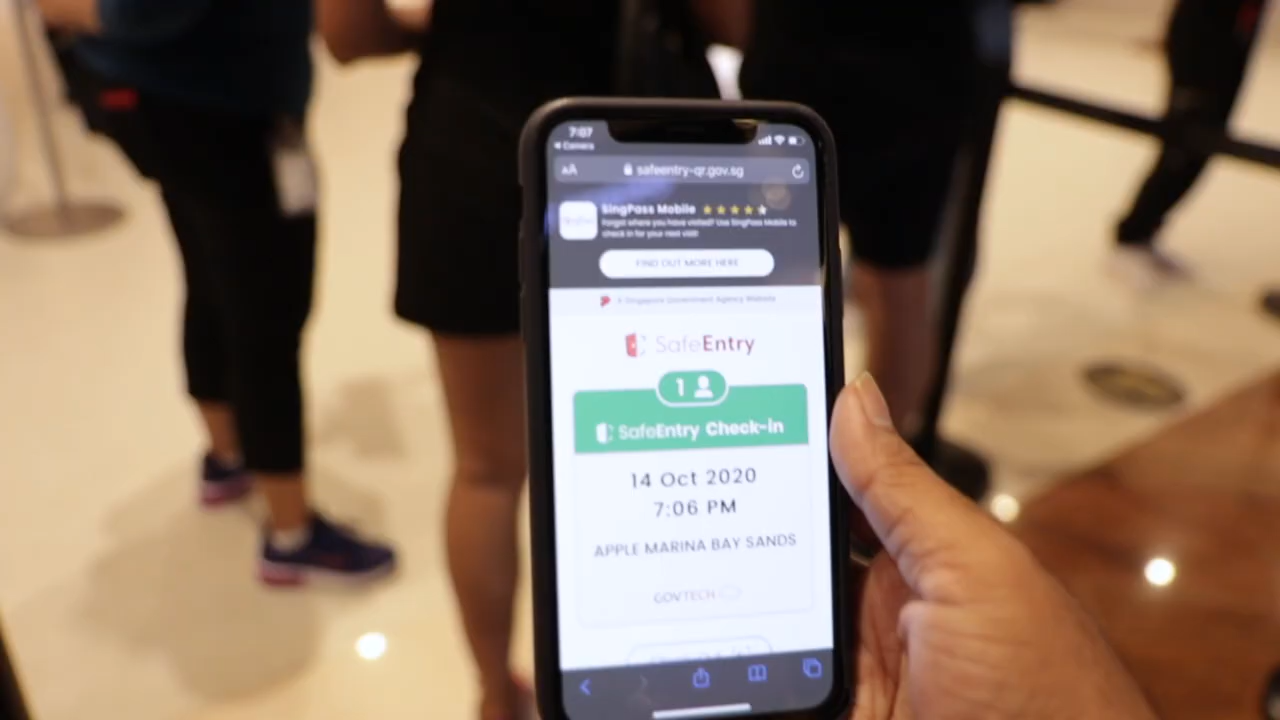 7:07
◀ Camera
AA
safeentry-qr.gov.sg
SingPass Mobile
Forgot where you have visited? Use SingPass Mobile to
check in for your next visit!
FIND OUT MORE HERE
A Singapore Government Agency Website
SafeEntry
1
SafeEntry Check-in
14 Oct 2020
7:06 PM
APPLE MARINA BAY SANDS
GOVTECH